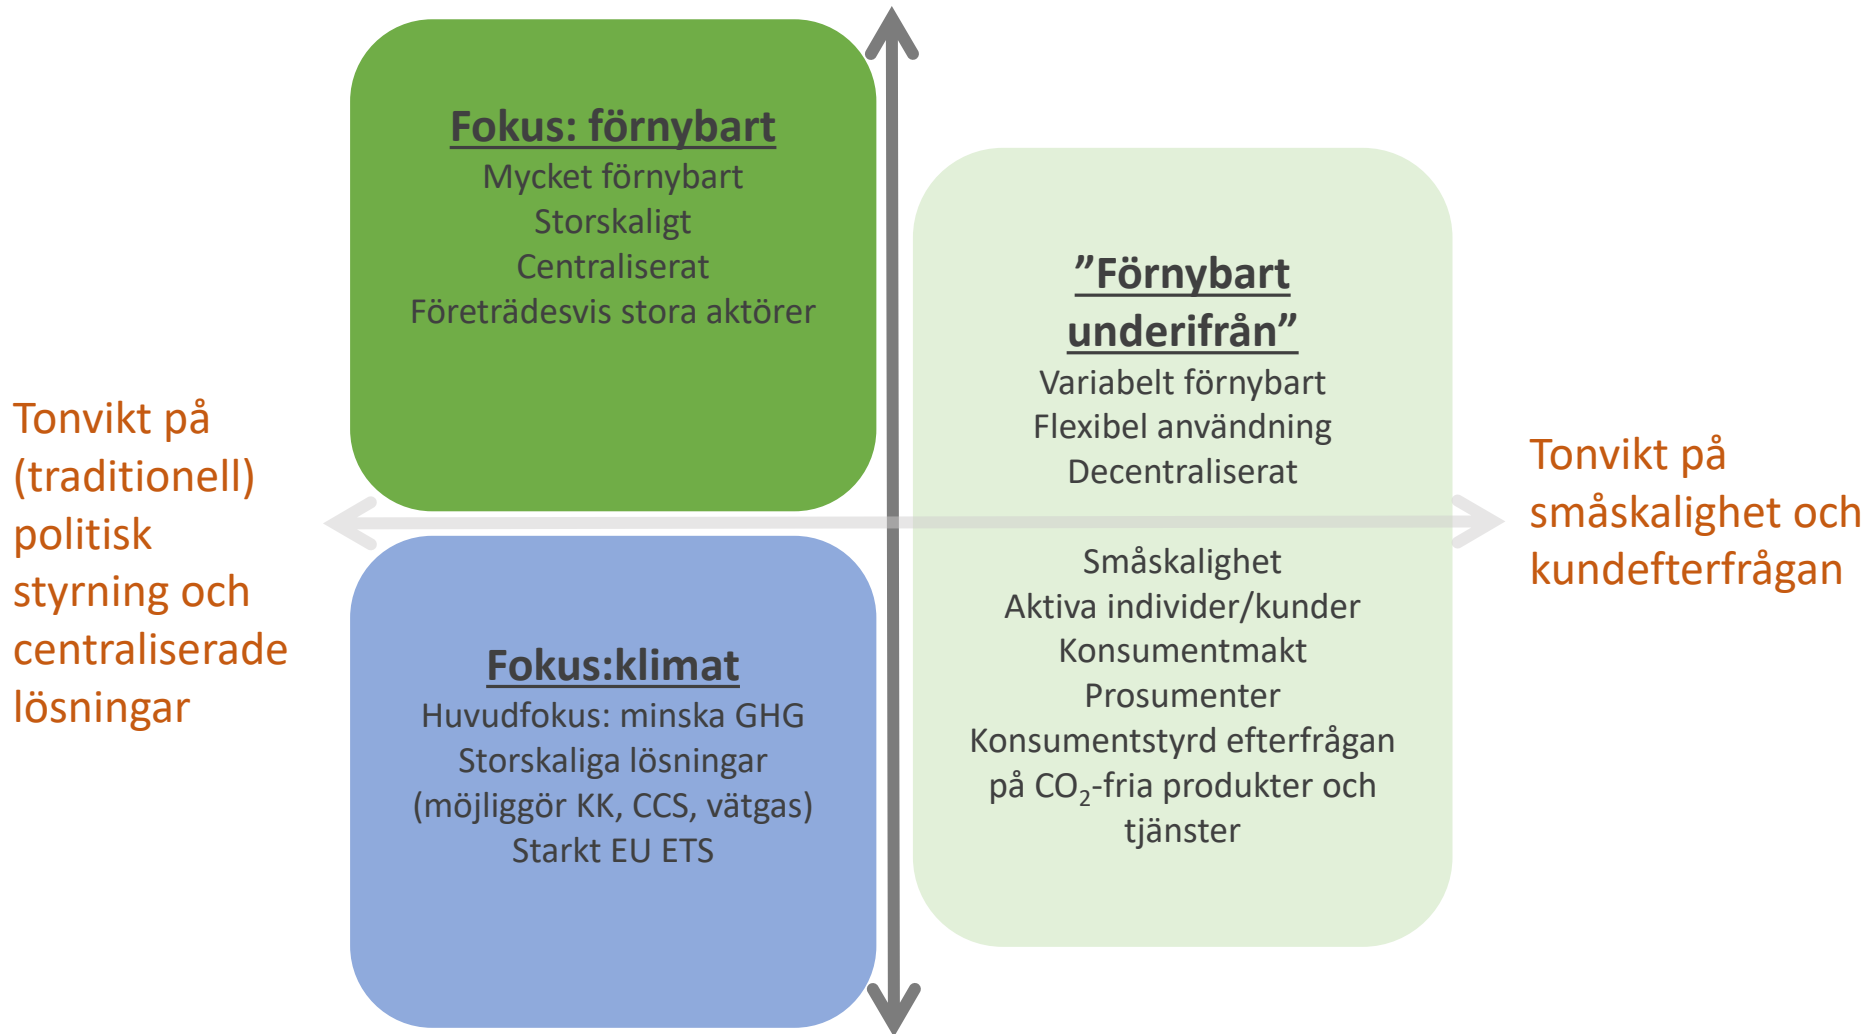 Fokus: förnybart
Mycket förnybart
Storskaligt
Centraliserat
Företrädesvis stora aktörer
Tonvikt på
(traditionell)
politisk
styrning och
centraliserade
lösningar
Fokus:klimat
Huvudfokus: minska GHG
Storskaliga lösningar
(möjliggör KK, CCS, vätgas)
Starkt EU ETS
”Förnybart
underifrån”
Variabelt förnybart
Flexibel användning
Decentraliserat
Småskalighet
Aktiva individer/kunder
Konsumentmakt
Prosumenter
Konsumentstyrd efterfrågan
på CO₂-fria produkter och
tjänster
Tonvikt på
småskalighet och
kundefterfrågan